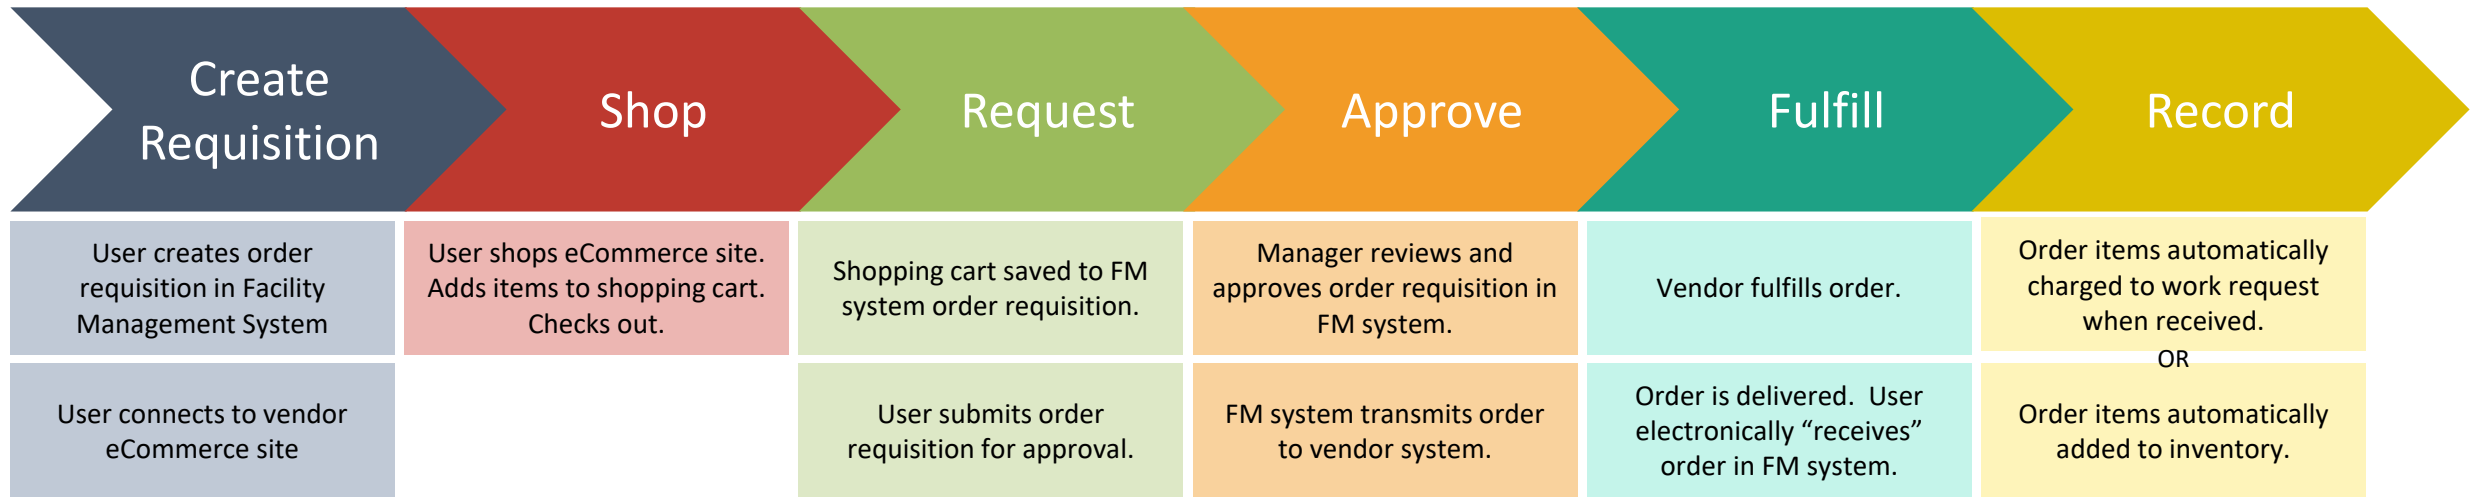 Create
Requisition
Shop
Request
Approve
Fulfill
Record
User creates order
requisition in Facility
Management System
User shops eCommerce site.
Adds items to shopping cart.
Checks out.
Shopping cart saved to FM
system order requisition.
Manager reviews and
approves order requisition in
FM system.
Vendor fulfills order.
Order items automatically
charged to work request
when received.
OR
User connects to vendor
eCommerce site
User submits order
requisition for approval.
FM system transmits order
to vendor system.
Order is delivered.  User
electronically “receives”
order in FM system.
Order items automatically
added to inventory.